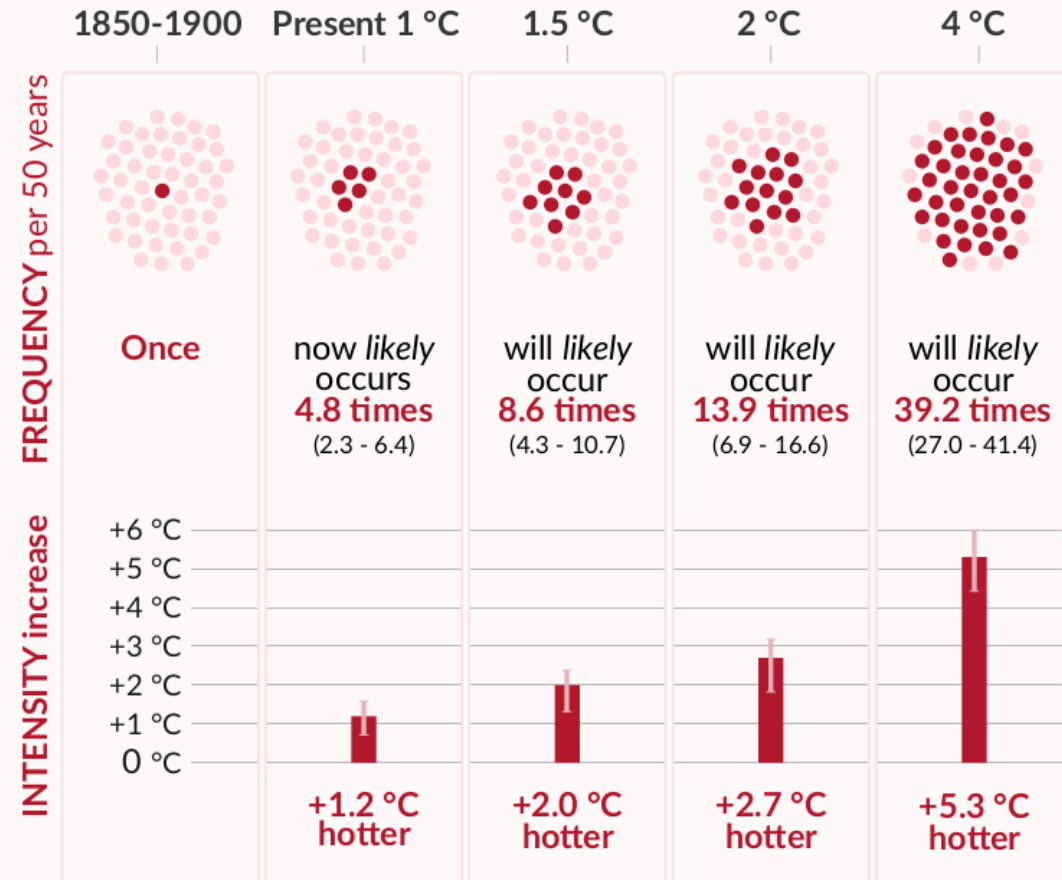 1850-1900 Present 1 °C 1.5 °C 2 °C 4 °C
FREQUENCY per 50 years
Once
now likely
occurs
4.8 times
(2.3 - 6.4)
will likely
occur
8.6 times
(4.3 - 10.7)
will likely
occur
13.9 times
(6.9 - 16.6)
will likely
occur
39.2 times
(27.0 - 41.4)
INTENSITY increase
+6 °C
+5 °C
+4 °C
+3 °C
+2 °C
+1 °C
0 °C
+1.2 °C
hotter
+2.0 °C
hotter
+2.7 °C
hotter
+5.3 °C
hotter